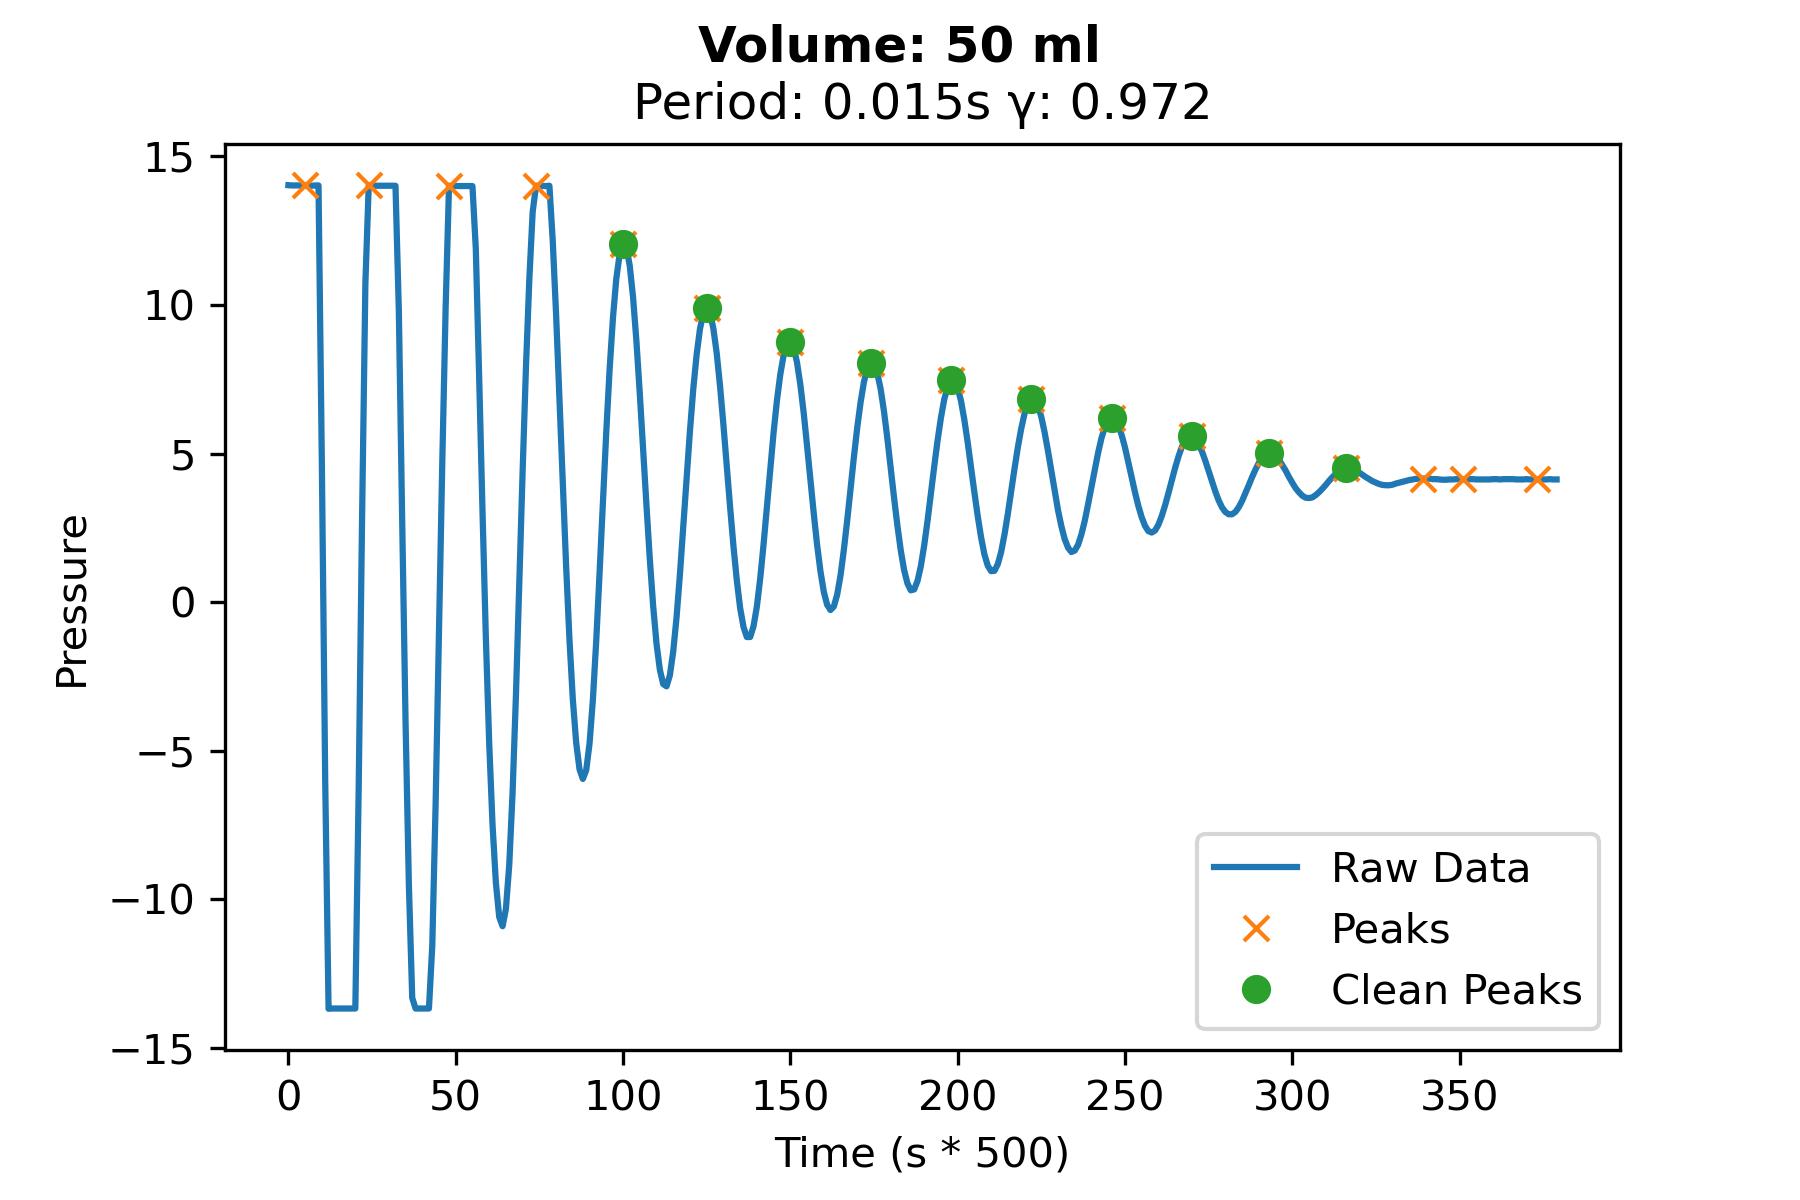 Volume: 50 ml
Period: 0.015s γ: 0.972
15
10
5
0
−5
−10
−15
Pressure
0 50 100 150 200 250 300 350
Time (s * 500)
Raw Data
Peaks
Clean Peaks